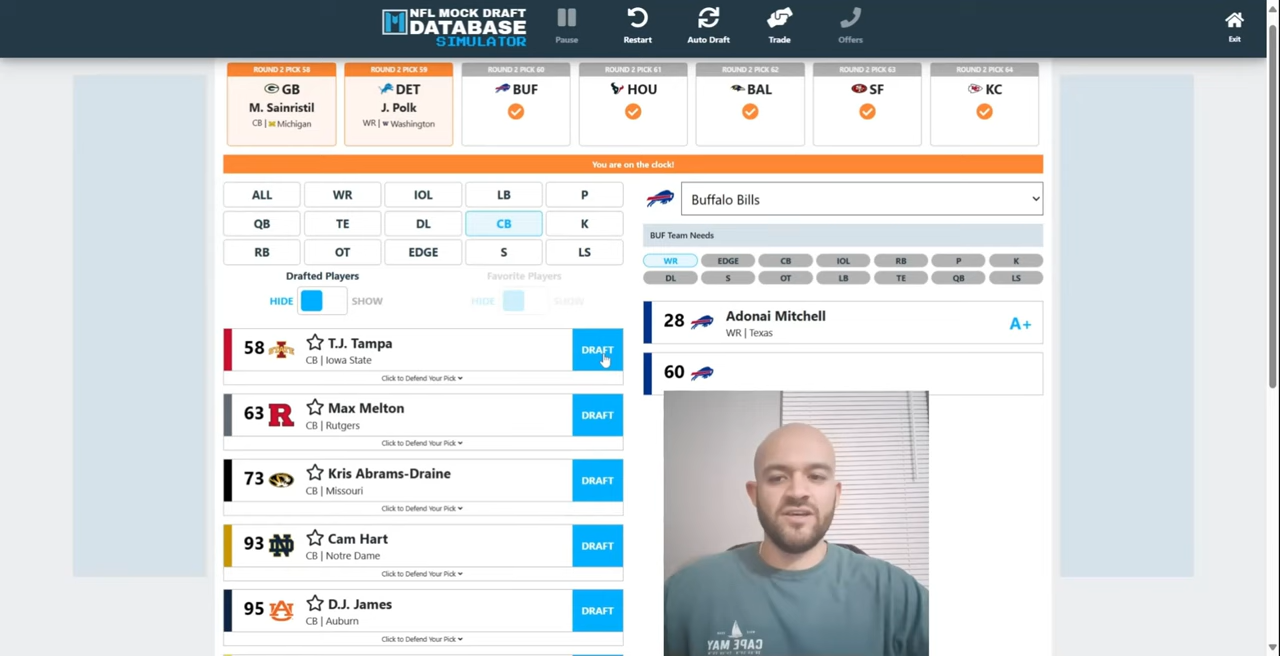 NFL MOCK DRAFT
DATABASE
SIMULATOR
Pause
Restart
Auto Draft
Trade
Offers
Exit
ROUND 2 PICK 58
GB
M. Sainristil
CB | Michigan
ROUND 2 PICK 59
DET
J. Polk
WR | W Washington
ROUND 2 PICK 60
BUF
ROUND 2 PICK 61
HOU
ROUND 2 PICK 62
BAL
ROUND 2 PICK 63
SF
ROUND 2 PICK 64
KC
You are on the clock!
ALL WR IOL LB P
QB TE DL CB K
RB OT EDGE S LS
Drafted Players
HIDE SHOW
Favorite Players
HIDE SHOW
58 T.J. Tampa
CB | Iowa State
DRAFT
Click to Defend Your Pick
63 R Max Melton
CB | Rutgers
DRAFT
Click to Defend Your Pick
73 Kris Abrams-Draine
CB | Missouri
DRAFT
Click to Defend Your Pick
93 Cam Hart
CB | Notre Dame
DRAFT
Click to Defend Your Pick
95 D.J. James
CB | Auburn
DRAFT
Click to Defend Your Pick
Buffalo Bills
BUF Team Needs
WR EDGE CB IOL RB P K
DL S OT LB TE QB LS
28 Adonai Mitchell
WR | Texas
A+
60
CAPE MAY